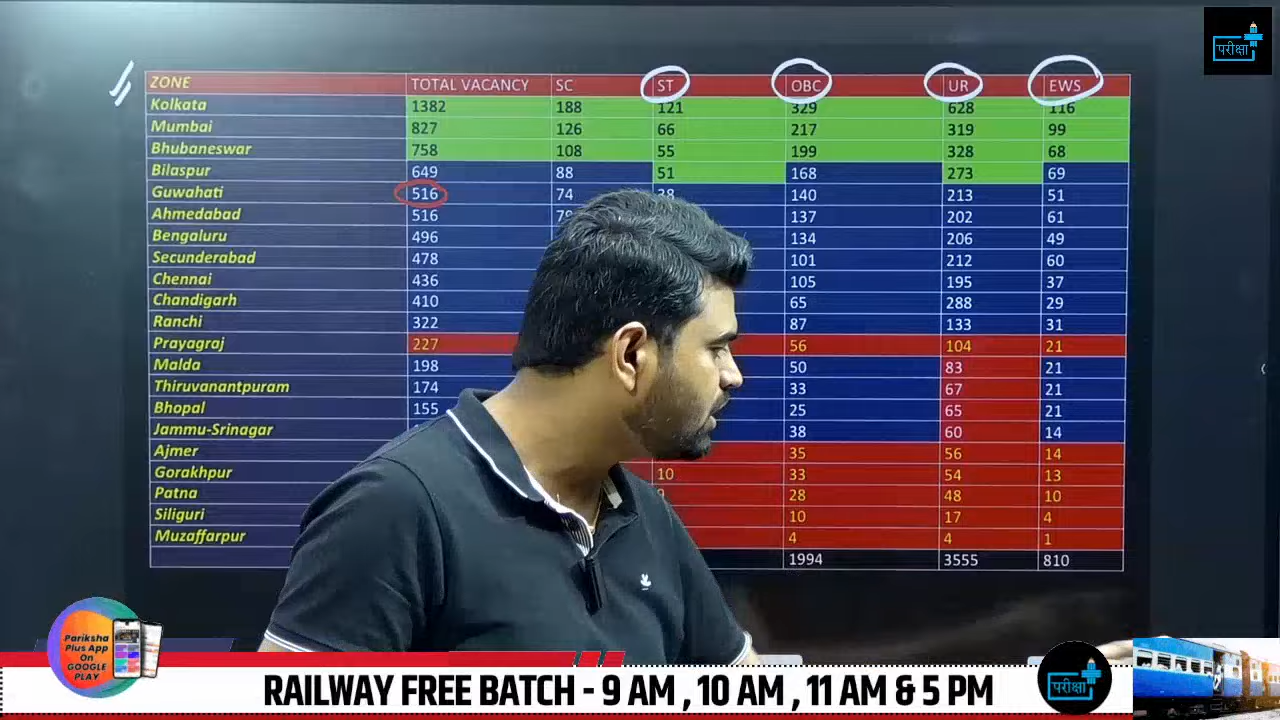 परीक्षा
ZONE TOTAL VACANCY SC ST OBC UR EWS
Kolkata 1382 188 121 329 628 116
Mumbai 827 126 66 217 319 99
Bhubaneswar 758 108 55 199 328 68
Bilaspur 649 88 51 168 273 69
Guwahati 516 74 38 140 213 51
Ahmedabad 516 137 202 61
Bengaluru 496 134 206 49
Secunderabad 478 101 212 60
Chennai 436 105 195 37
Chandigarh 410 65 288 29
Ranchi 322 87 133 31
Prayagraj 227 56 104 21
Malda 198 50 83 21
Thiruvanantpuram 174 33 67 21
Bhopal 155 25 65 21
Jammu-Srinagar 38 60 14
Ajmer 35 56 14
Gorakhpur 10 33 54 13
Patna 28 48 10
Siliguri 10 17 4
Muzaffarpur 4 4 1
1994 3555 810
Pariksha
Plus App
On
GOOGLE
PLAY
RAILWAY FREE BATCH - 9 AM , 10 AM , 11 AM & 5 PM
परीक्षा